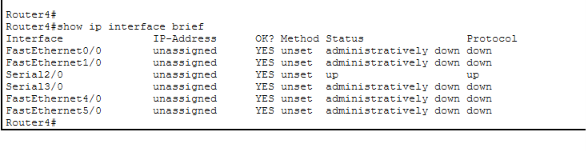 Router4#
Router4#show ip interface brief
Interface IP-Address OK? Method Status Protocol
FastEthernet0/0 unassigned YES unset administratively down down
FastEthernet1/0 unassigned YES unset administratively down down
Serial2/0 unassigned YES unset up up
Serial3/0 unassigned YES unset administratively down down
FastEthernet4/0 unassigned YES unset administratively down down
FastEthernet5/0 unassigned YES unset administratively down down
Router4#